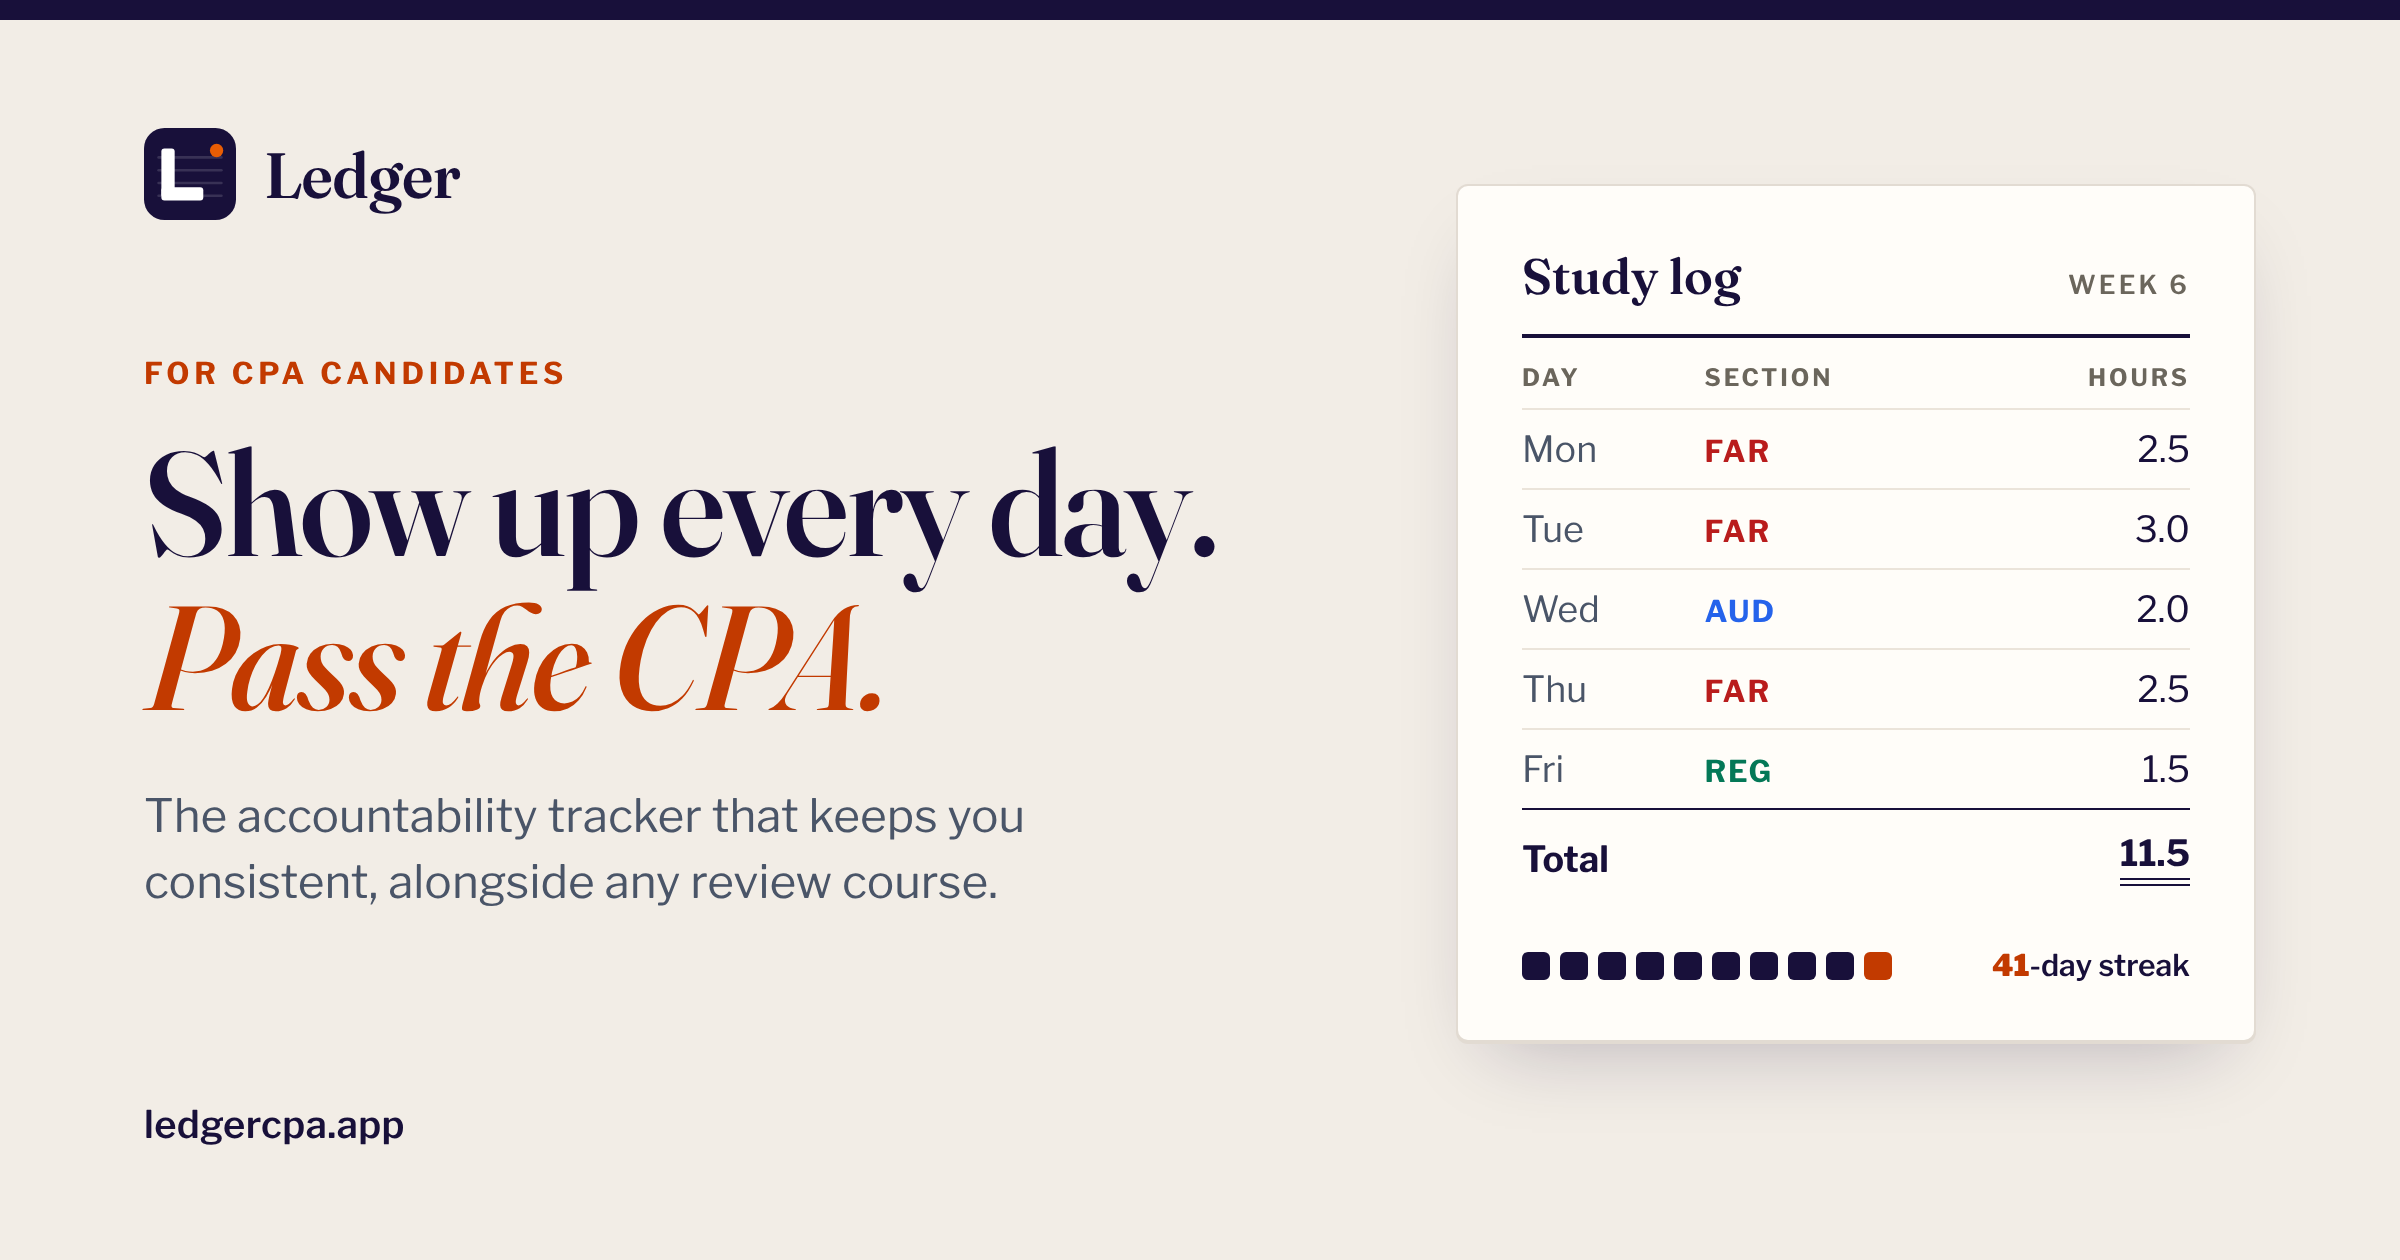 L
Ledger
FOR CPA CANDIDATES
Show up every day.
Pass the CPA.
The accountability tracker that keeps you
consistent, alongside any review course.
ledgercpa.app
Study log WEEK 6
DAY SECTION HOURS
Mon FAR 2.5
Tue FAR 3.0
Wed AUD 2.0
Thu FAR 2.5
Fri REG 1.5
Total 11.5
41-day streak